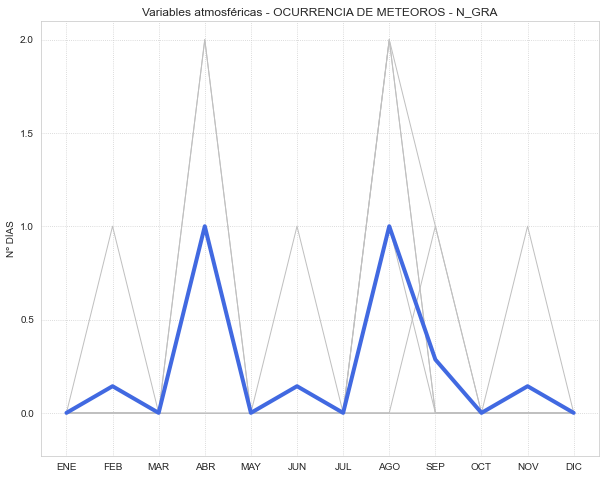 Variables atmosféricas - OCURRENCIA DE METEOROS - N_GRA
2.0
1.5
1.0
0.5
0.0
N° DÍAS
ENE FEB MAR ABR MAY JUN JUL AGO SEP OCT NOV DIC